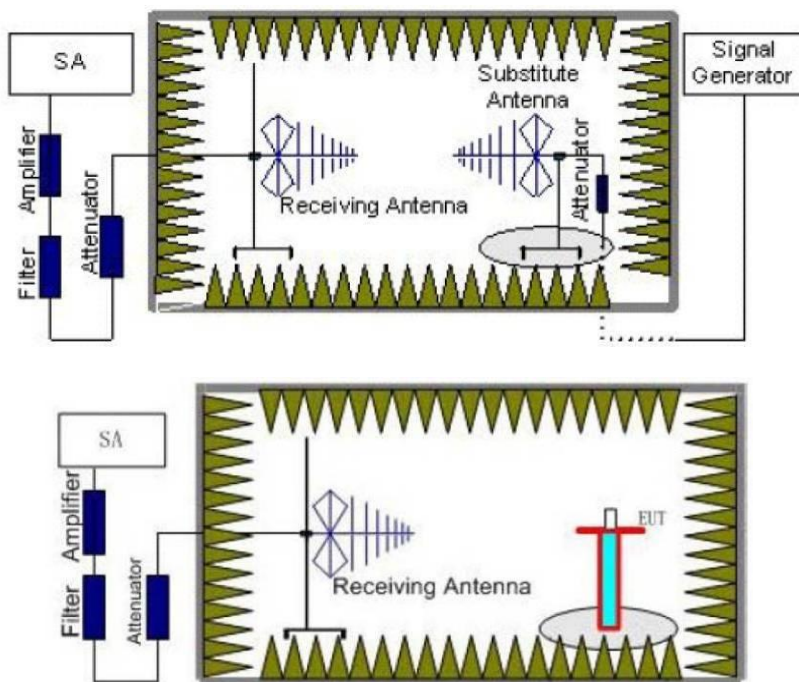 SA
Signal
Generator
Substitute
Antenna
Amplifier
Attenuator
Attenuator
Receiving Antenna
Filter
SA
Amplifier
EUT
Receiving Antenna
Filter
Attenuator